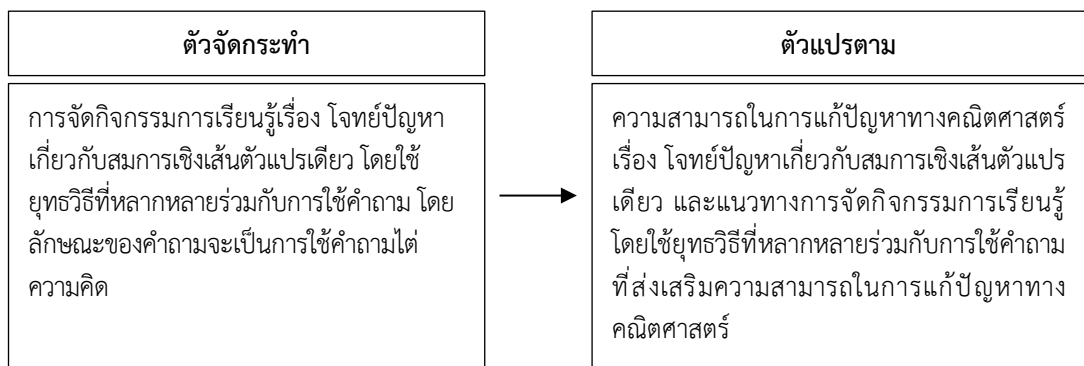 ตัวจัดกระทำ
การจัดกิจกรรมการเรียนรู้เรื่อง โจทย์ปัญหา
เกี่ยวกับสมการเชิงเส้นตัวแปรเดียว โดยใช้
ยุทธวิธีที่หลากหลายร่วมกับการใช้คำถาม โดย
ลักษณะของคำถามจะเป็นการใช้คำถามไต่
ความคิด
ตัวแปรตาม
ความสามารถในการแก้ปัญหาทางคณิตศาสตร์
เรื่อง โจทย์ปัญหาเกี่ยวกับสมการเชิงเส้นตัวแปร
เดียว และแนวทางการจัดกิจกรรมการเรียนรู้
โดยใช้ยุทธวิธีที่หลากหลายร่วมกับการใช้คำถาม
ที่ส่งเสริมความสามารถในการแก้ปัญหาทาง
คณิตศาสตร์